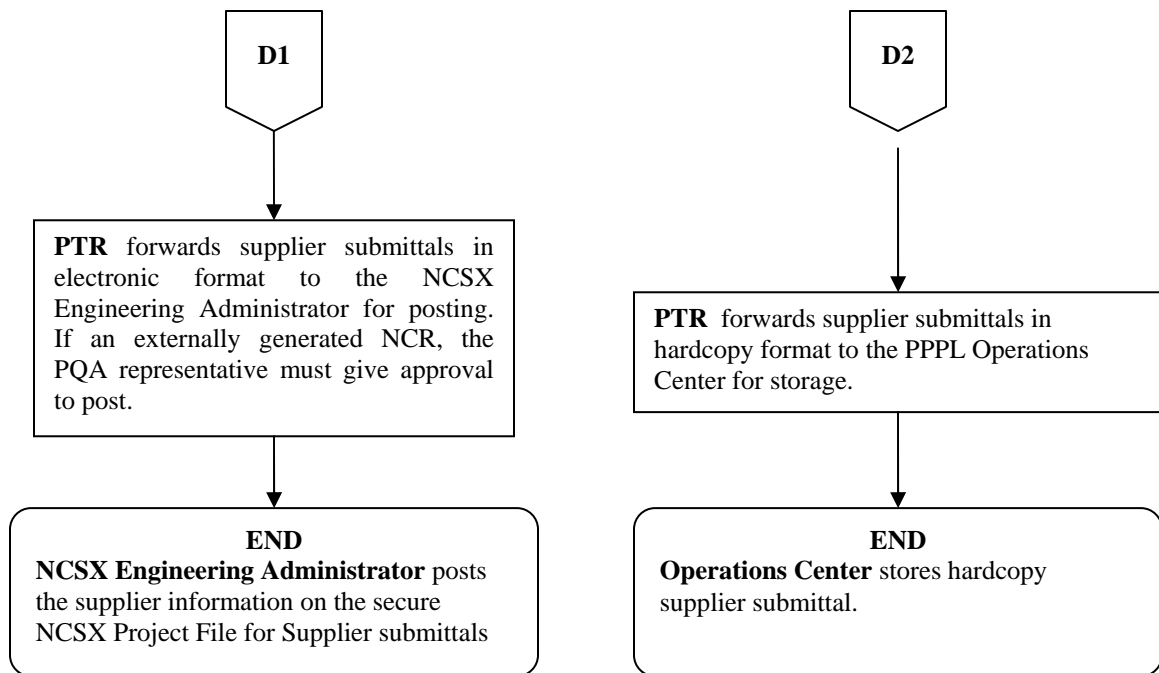 D1
PTR forwards supplier submittals in
electronic format to the NCSX
Engineering Administrator for posting.
If an externally generated NCR, the
PQA representative must give approval
to post.
END
NCSX Engineering Administrator posts
the supplier information on the secure
NCSX Project File for Supplier submittals
D2
PTR forwards supplier submittals in
hardcopy format to the PPPL Operations
Center for storage.
END
Operations Center stores hardcopy
supplier submittal.